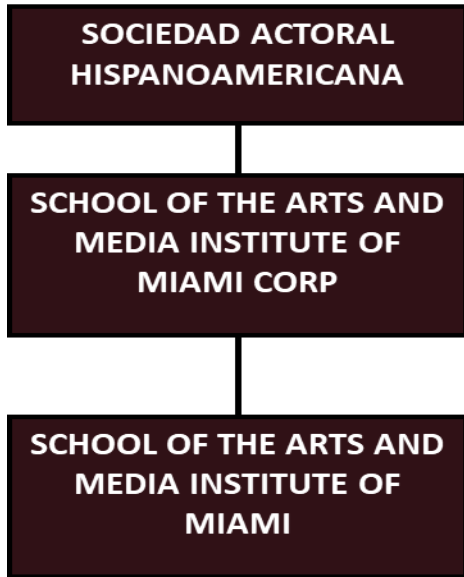 SOCIEDAD ACTORAL
HISPANOAMERICANA
SCHOOL OF THE ARTS AND
MEDIA INSTITUTE OF
MIAMI CORP
SCHOOL OF THE ARTS AND
MEDIA INSTITUTE OF
MIAMI